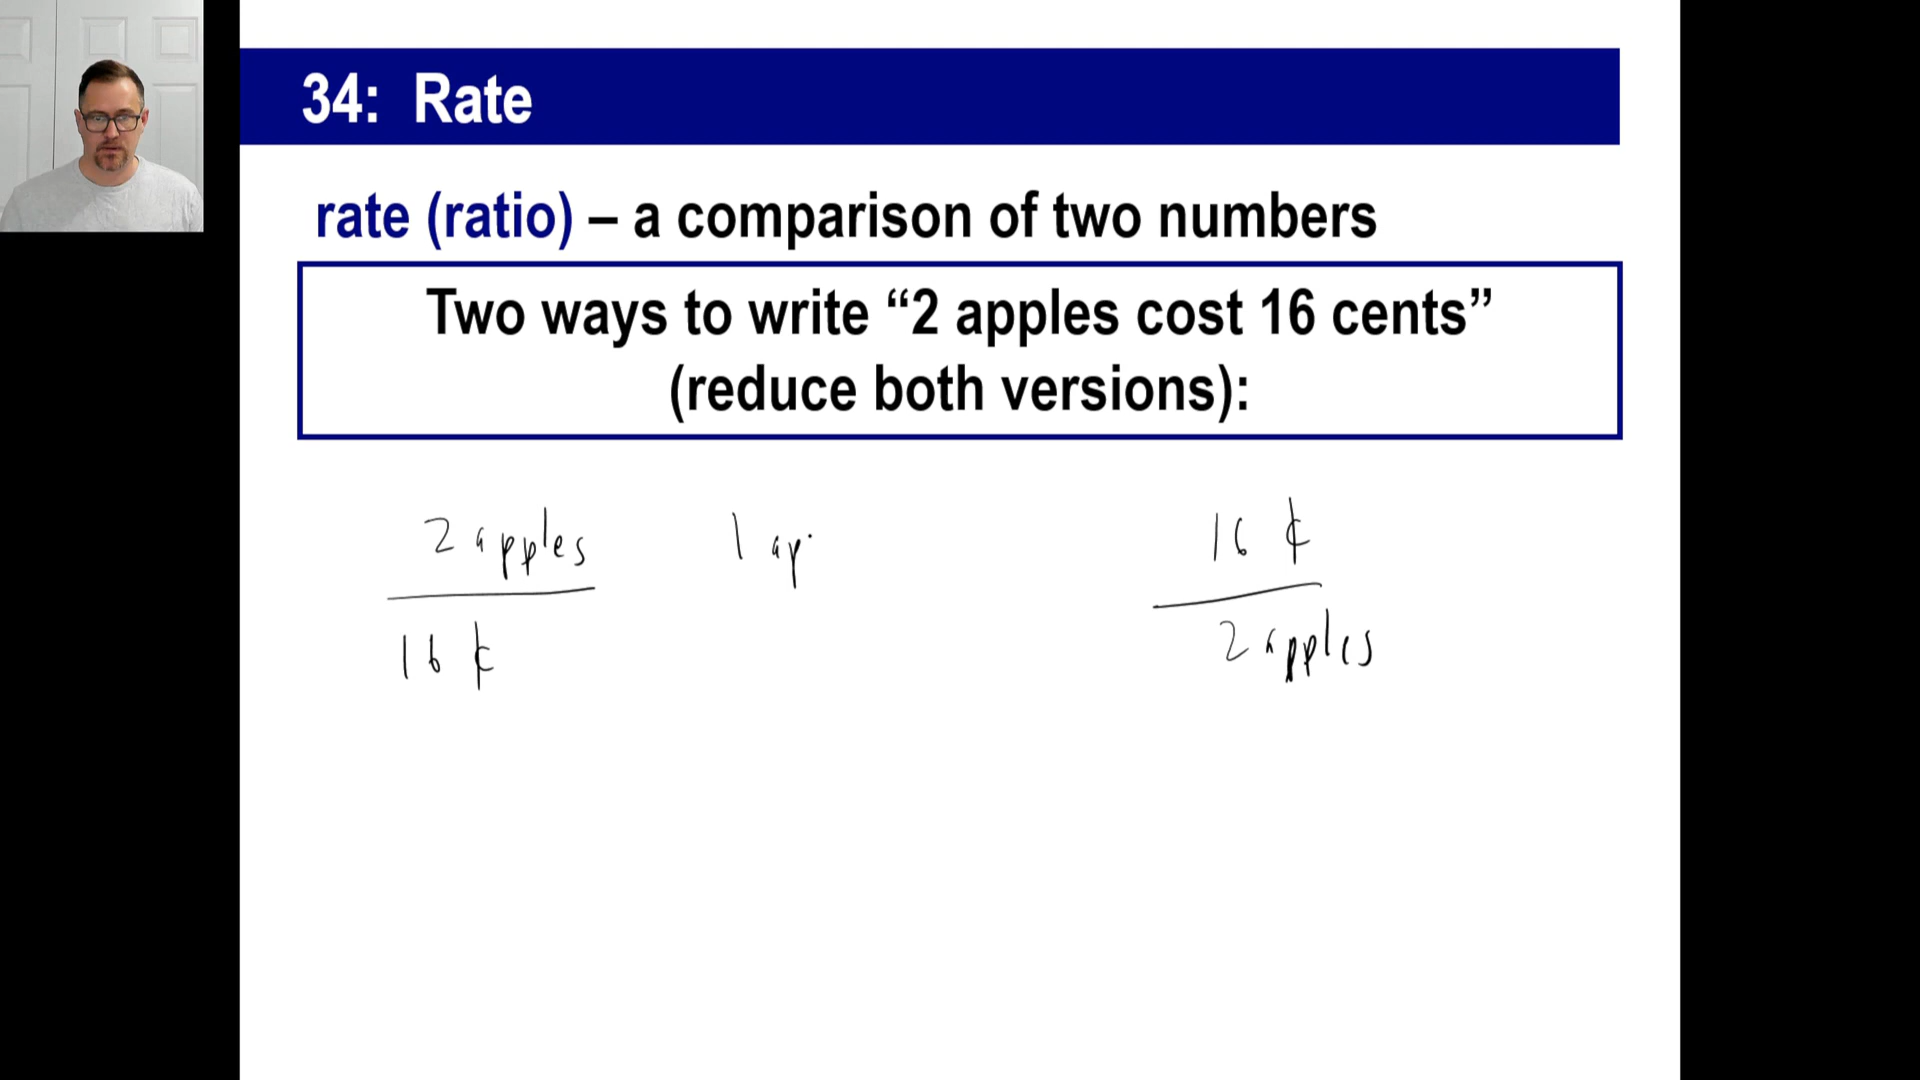 34: Rate
rate (ratio) – a comparison of two numbers
Two ways to write “2 apples cost 16 cents”
(reduce both versions):
2 apples 1 ap 16 ¢
16 ¢ 2 apples